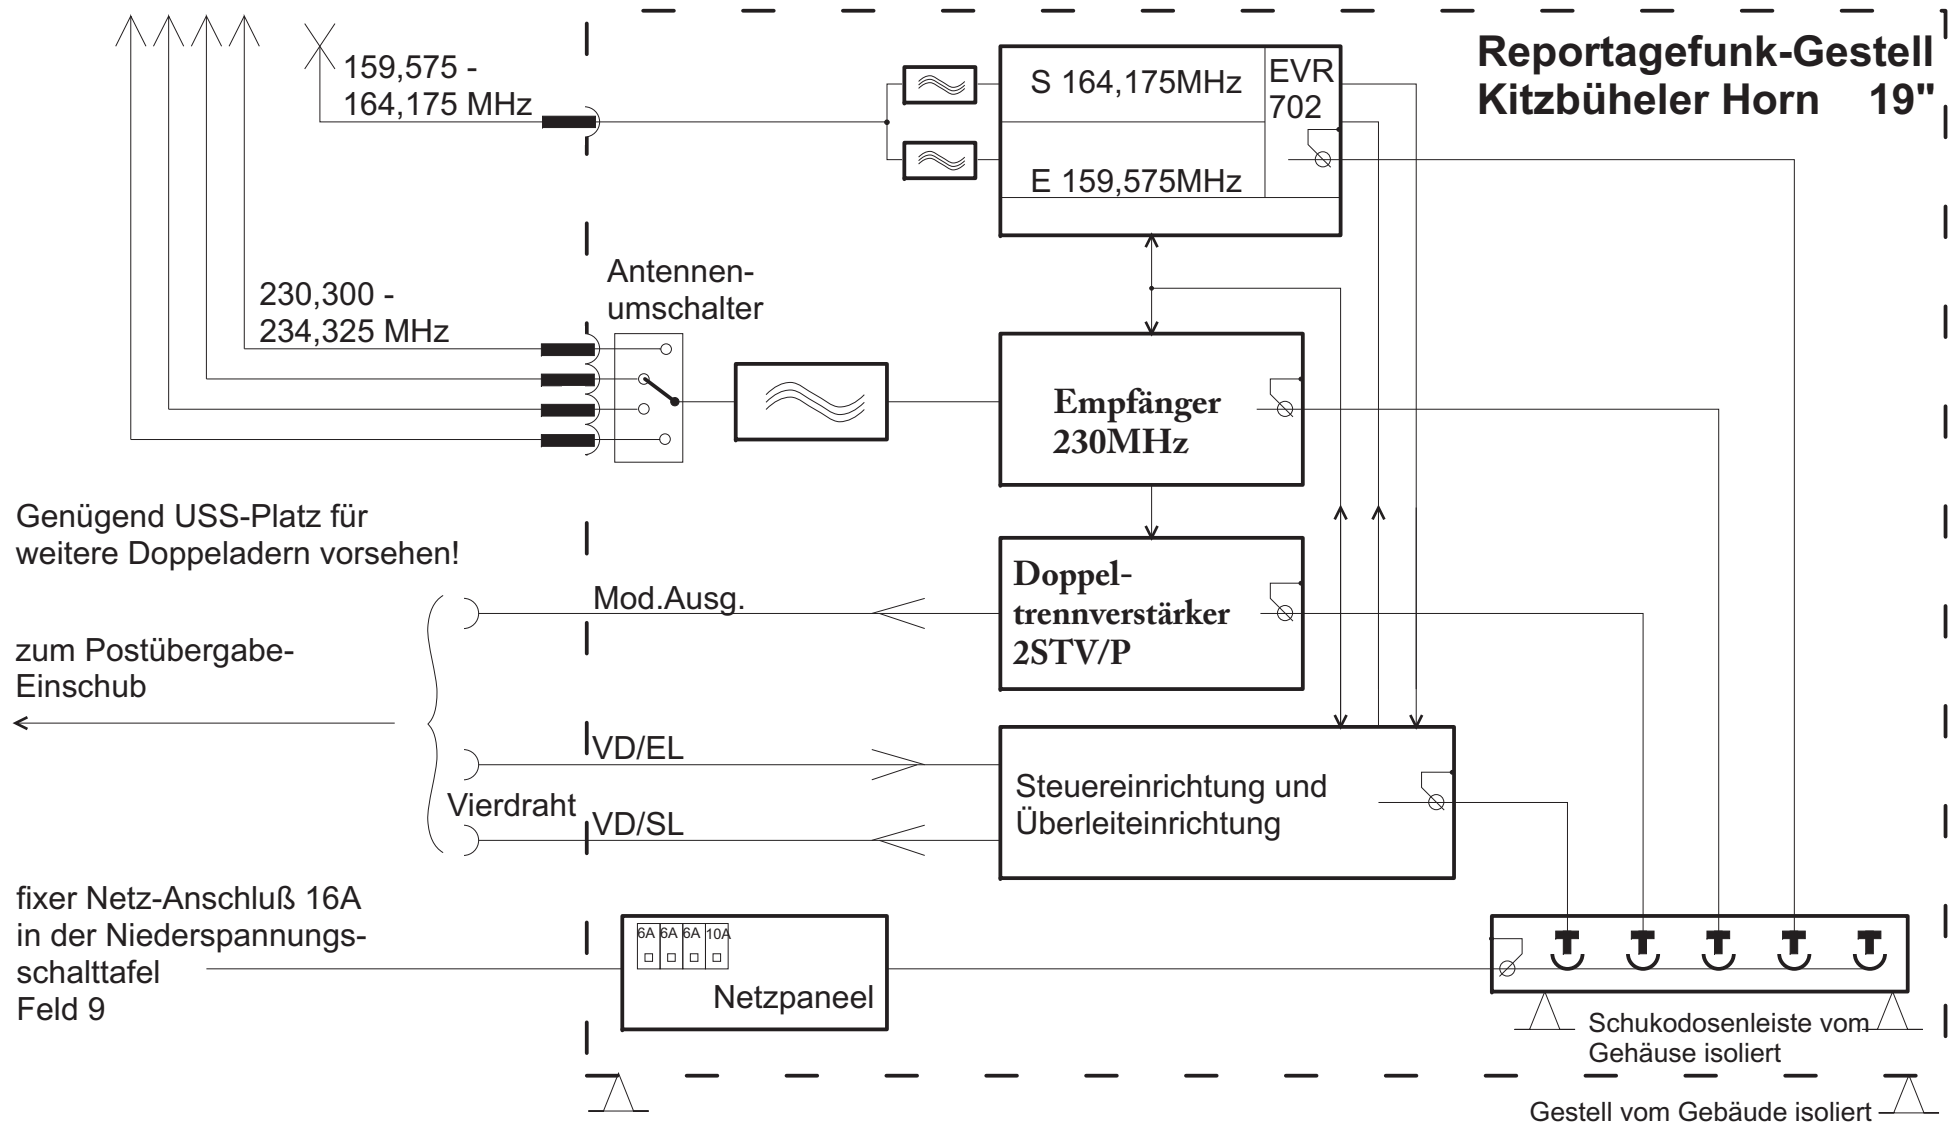 Reportagefunk-Gestell
Kitzbüheler Horn 19"
159,575 -
164,175 MHz
S 164,175MHz
EVR
702
E 159,575MHz
230,300 -
234,325 MHz
Antennen-
umschalter
Empfänger
230MHz
Genügend USS-Platz für
weitere Doppeladern vorsehen!
Doppel-
trennverstärker
2STV/P
Mod.Ausg.
zum Postübergabe-
Einschub
VD/EL
Vierdraht
VD/SL
Steuereinrichtung und
Überleiteinrichtung
fixer Netz-Anschluß 16A
in der Niederspannungs-
schalttafel
Feld 9
6A 6A 6A 10A
Netzpaneel
Schukodosenleiste vom
Gehäuse isoliert
Gestell vom Gebäude isoliert